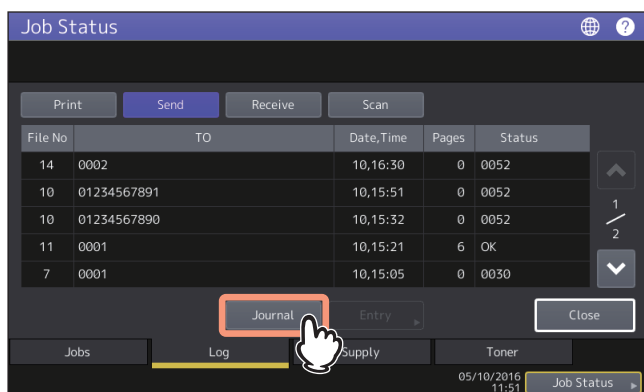 Job Status ?
Print Send Receive Scan
File No TO Date,Time Pages Status
14 0002 10,16:30 0 0052
10 01234567891 10,15:51 0 0052
10 01234567890 10,15:32 0 0052
11 0001 10,15:21 6 OK
7 0001 10,15:05 0 0030
1
2
Journal Entry Close
Jobs Log Supply Toner
05/10/2016
11:51 Job Status